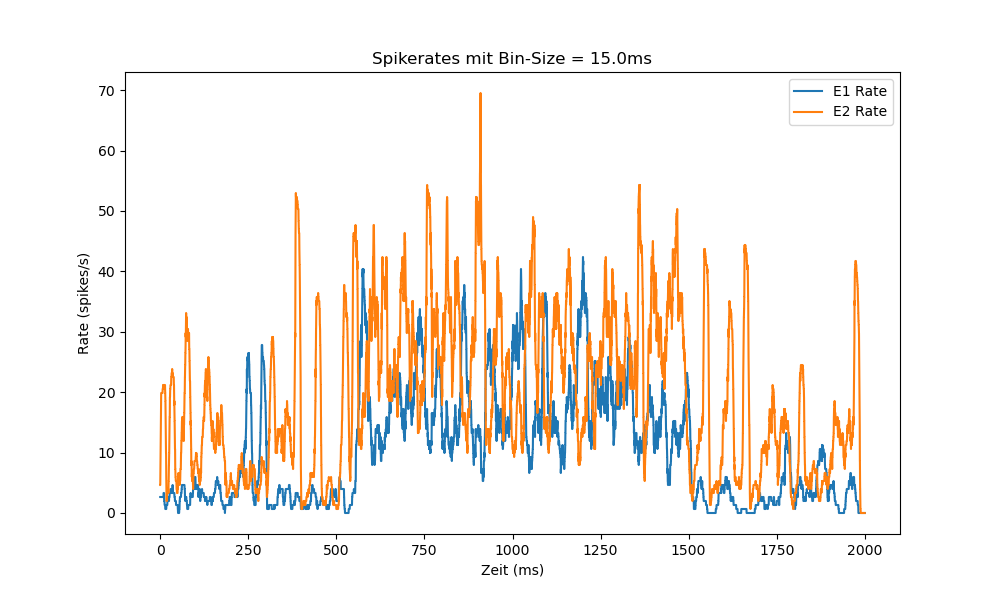 Spikerates mit Bin-Size = 15.0ms
E1 Rate
E2 Rate
Rate (spikes/s)
70
60
50
40
30
20
10
0
0 250 500 750 1000 1250 1500 1750 2000
Zeit (ms)